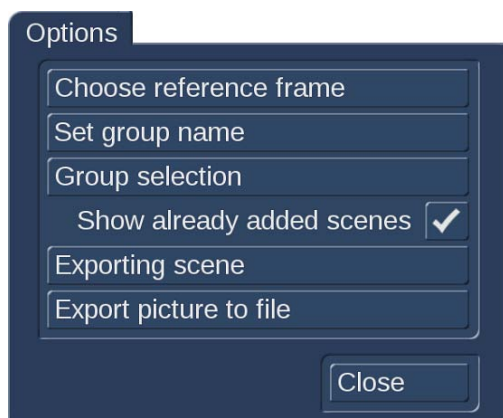 Options
Choose reference frame
Set group name
Group selection
Show already added scenes
Exporting scene
Export picture to file
Close